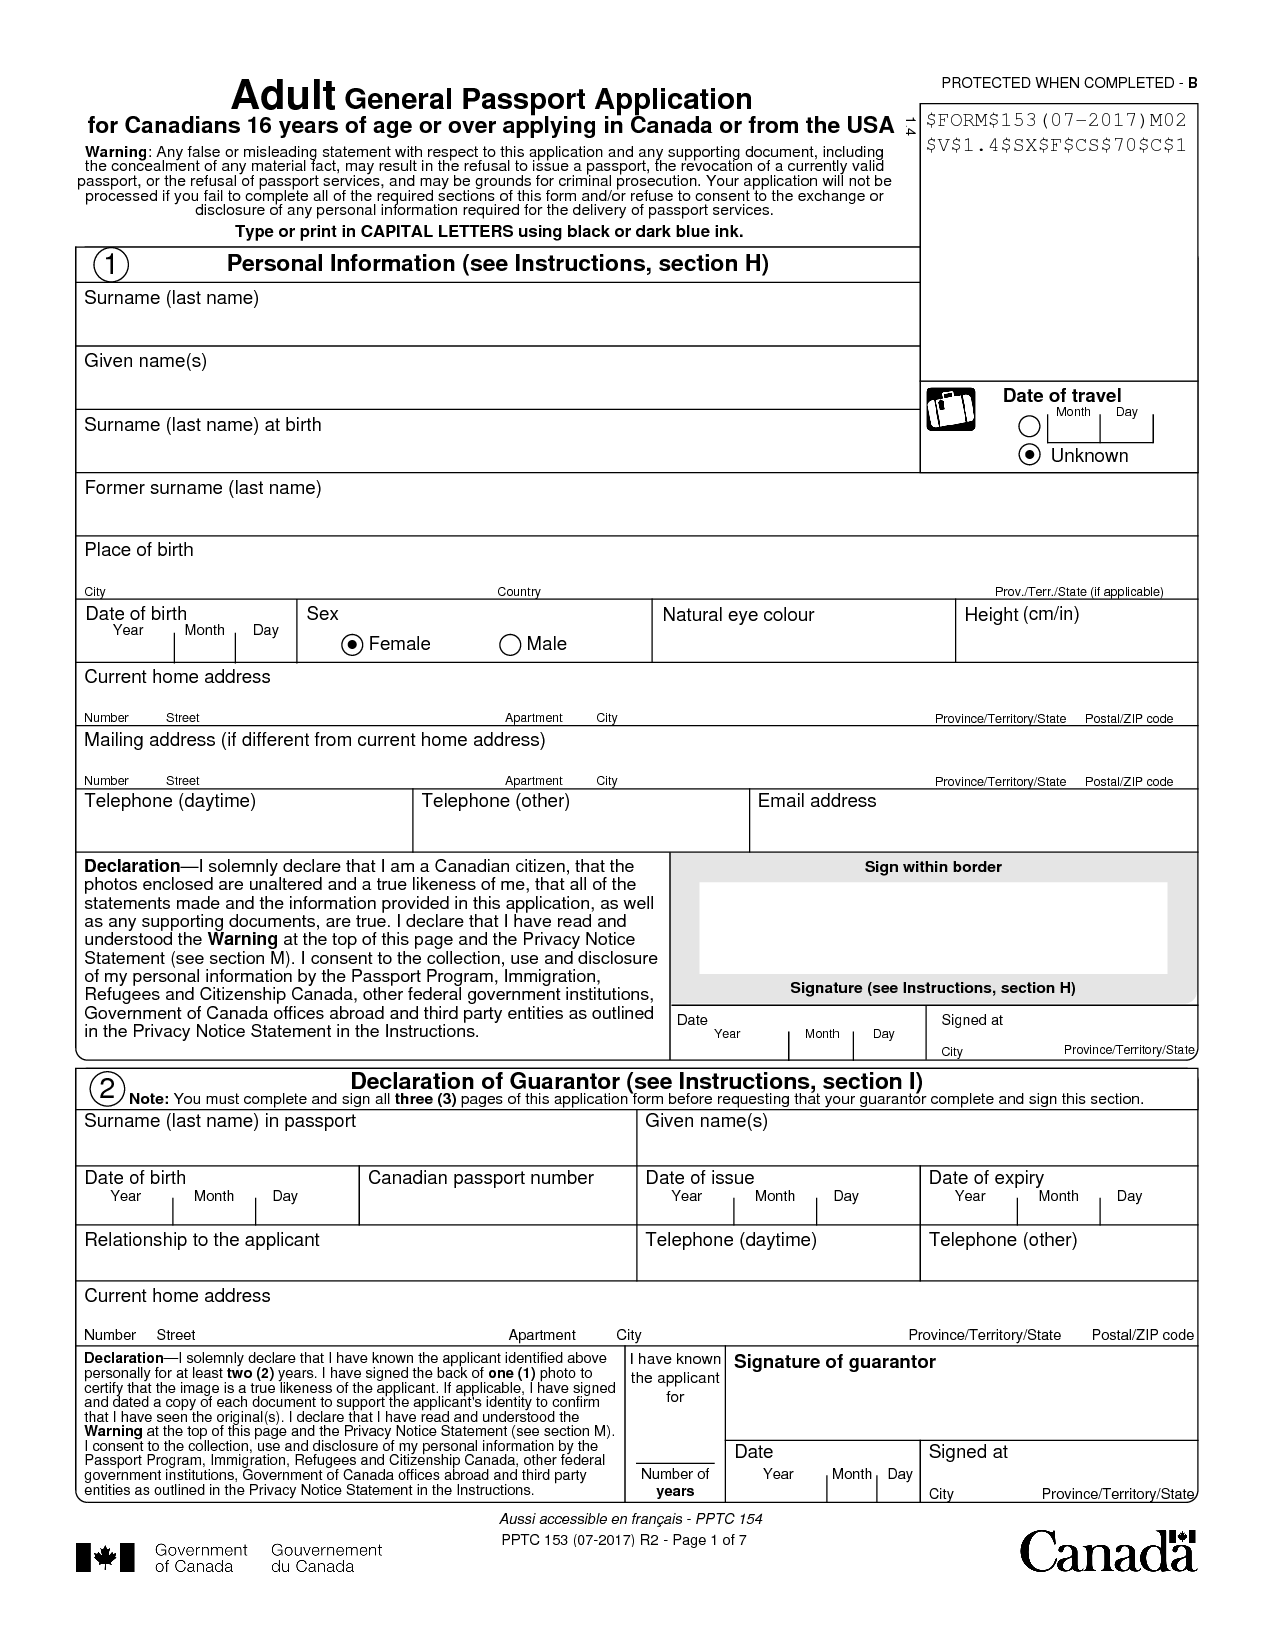 PROTECTED WHEN COMPLETED - B
Adult General Passport Application
for Canadians 16 years of age or over applying in Canada or from the USA
14
$FORM$153(07-2017)M02
$V$1.4$SX$F$CS$70$C$1
Warning: Any false or misleading statement with respect to this application and any supporting document, including
the concealment of any material fact, may result in the refusal to issue a passport, the revocation of a currently valid
passport, or the refusal of passport services, and may be grounds for criminal prosecution. Your application will not be
processed if you fail to complete all of the required sections of this form and/or refuse to consent to the exchange or
disclosure of any personal information required for the delivery of passport services.
Type or print in CAPITAL LETTERS using black or dark blue ink.
1 Personal Information (see Instructions, section H)
Surname (last name)
Given name(s)
Surname (last name) at birth
Date of travel
Month Day
Unknown
Former surname (last name)
Place of birth
City Country Prov./Terr./State (if applicable)
Date of birth Sex Natural eye colour Height (cm/in)
Year Month Day
Female Male
Current home address
Number Street Apartment City Province/Territory/State Postal/ZIP code
Mailing address (if different from current home address)
Number Street Apartment City Province/Territory/State Postal/ZIP code
Telephone (daytime) Telephone (other) Email address
Declaration—I solemnly declare that I am a Canadian citizen, that the
photos enclosed are unaltered and a true likeness of me, that all of the
statements made and the information provided in this application, as well
as any supporting documents, are true. I declare that I have read and
understood the Warning at the top of this page and the Privacy Notice
Statement (see section M). I consent to the collection, use and disclosure
of my personal information by the Passport Program, Immigration,
Refugees and Citizenship Canada, other federal government institutions,
Government of Canada offices abroad and third party entities as outlined
in the Privacy Notice Statement in the Instructions.
Sign within border
Signature (see Instructions, section H)
Date Signed at
Year Month Day
City Province/Territory/State
2 Declaration of Guarantor (see Instructions, section I)
Note: You must complete and sign all three (3) pages of this application form before requesting that your guarantor complete and sign this section.
Surname (last name) in passport Given name(s)
Date of birth Canadian passport number Date of issue Date of expiry
Year Month Day Year Month Day Year Month Day
Relationship to the applicant Telephone (daytime) Telephone (other)
Current home address
Number Street Apartment City Province/Territory/State Postal/ZIP code
Declaration—I solemnly declare that I have known the applicant identified above
personally for at least two (2) years. I have signed the back of one (1) photo to
certify that the image is a true likeness of the applicant. If applicable, I have signed
and dated a copy of each document to support the applicant's identity to confirm
that I have seen the original(s). I declare that I have read and understood the
Warning at the top of this page and the Privacy Notice Statement (see section M).
I consent to the collection, use and disclosure of my personal information by the
Passport Program, Immigration, Refugees and Citizenship Canada, other federal
government institutions, Government of Canada offices abroad and third party
entities as outlined in the Privacy Notice Statement in the Instructions.
I have known
the applicant
for
Number of
years
Signature of guarantor
Date Signed at
Year Month Day
City Province/Territory/State
Aussi accessible en français - PPTC 154
PPTC 153 (07-2017) R2 - Page 1 of 7
Government Gouvernement
of Canada du Canada
Canada